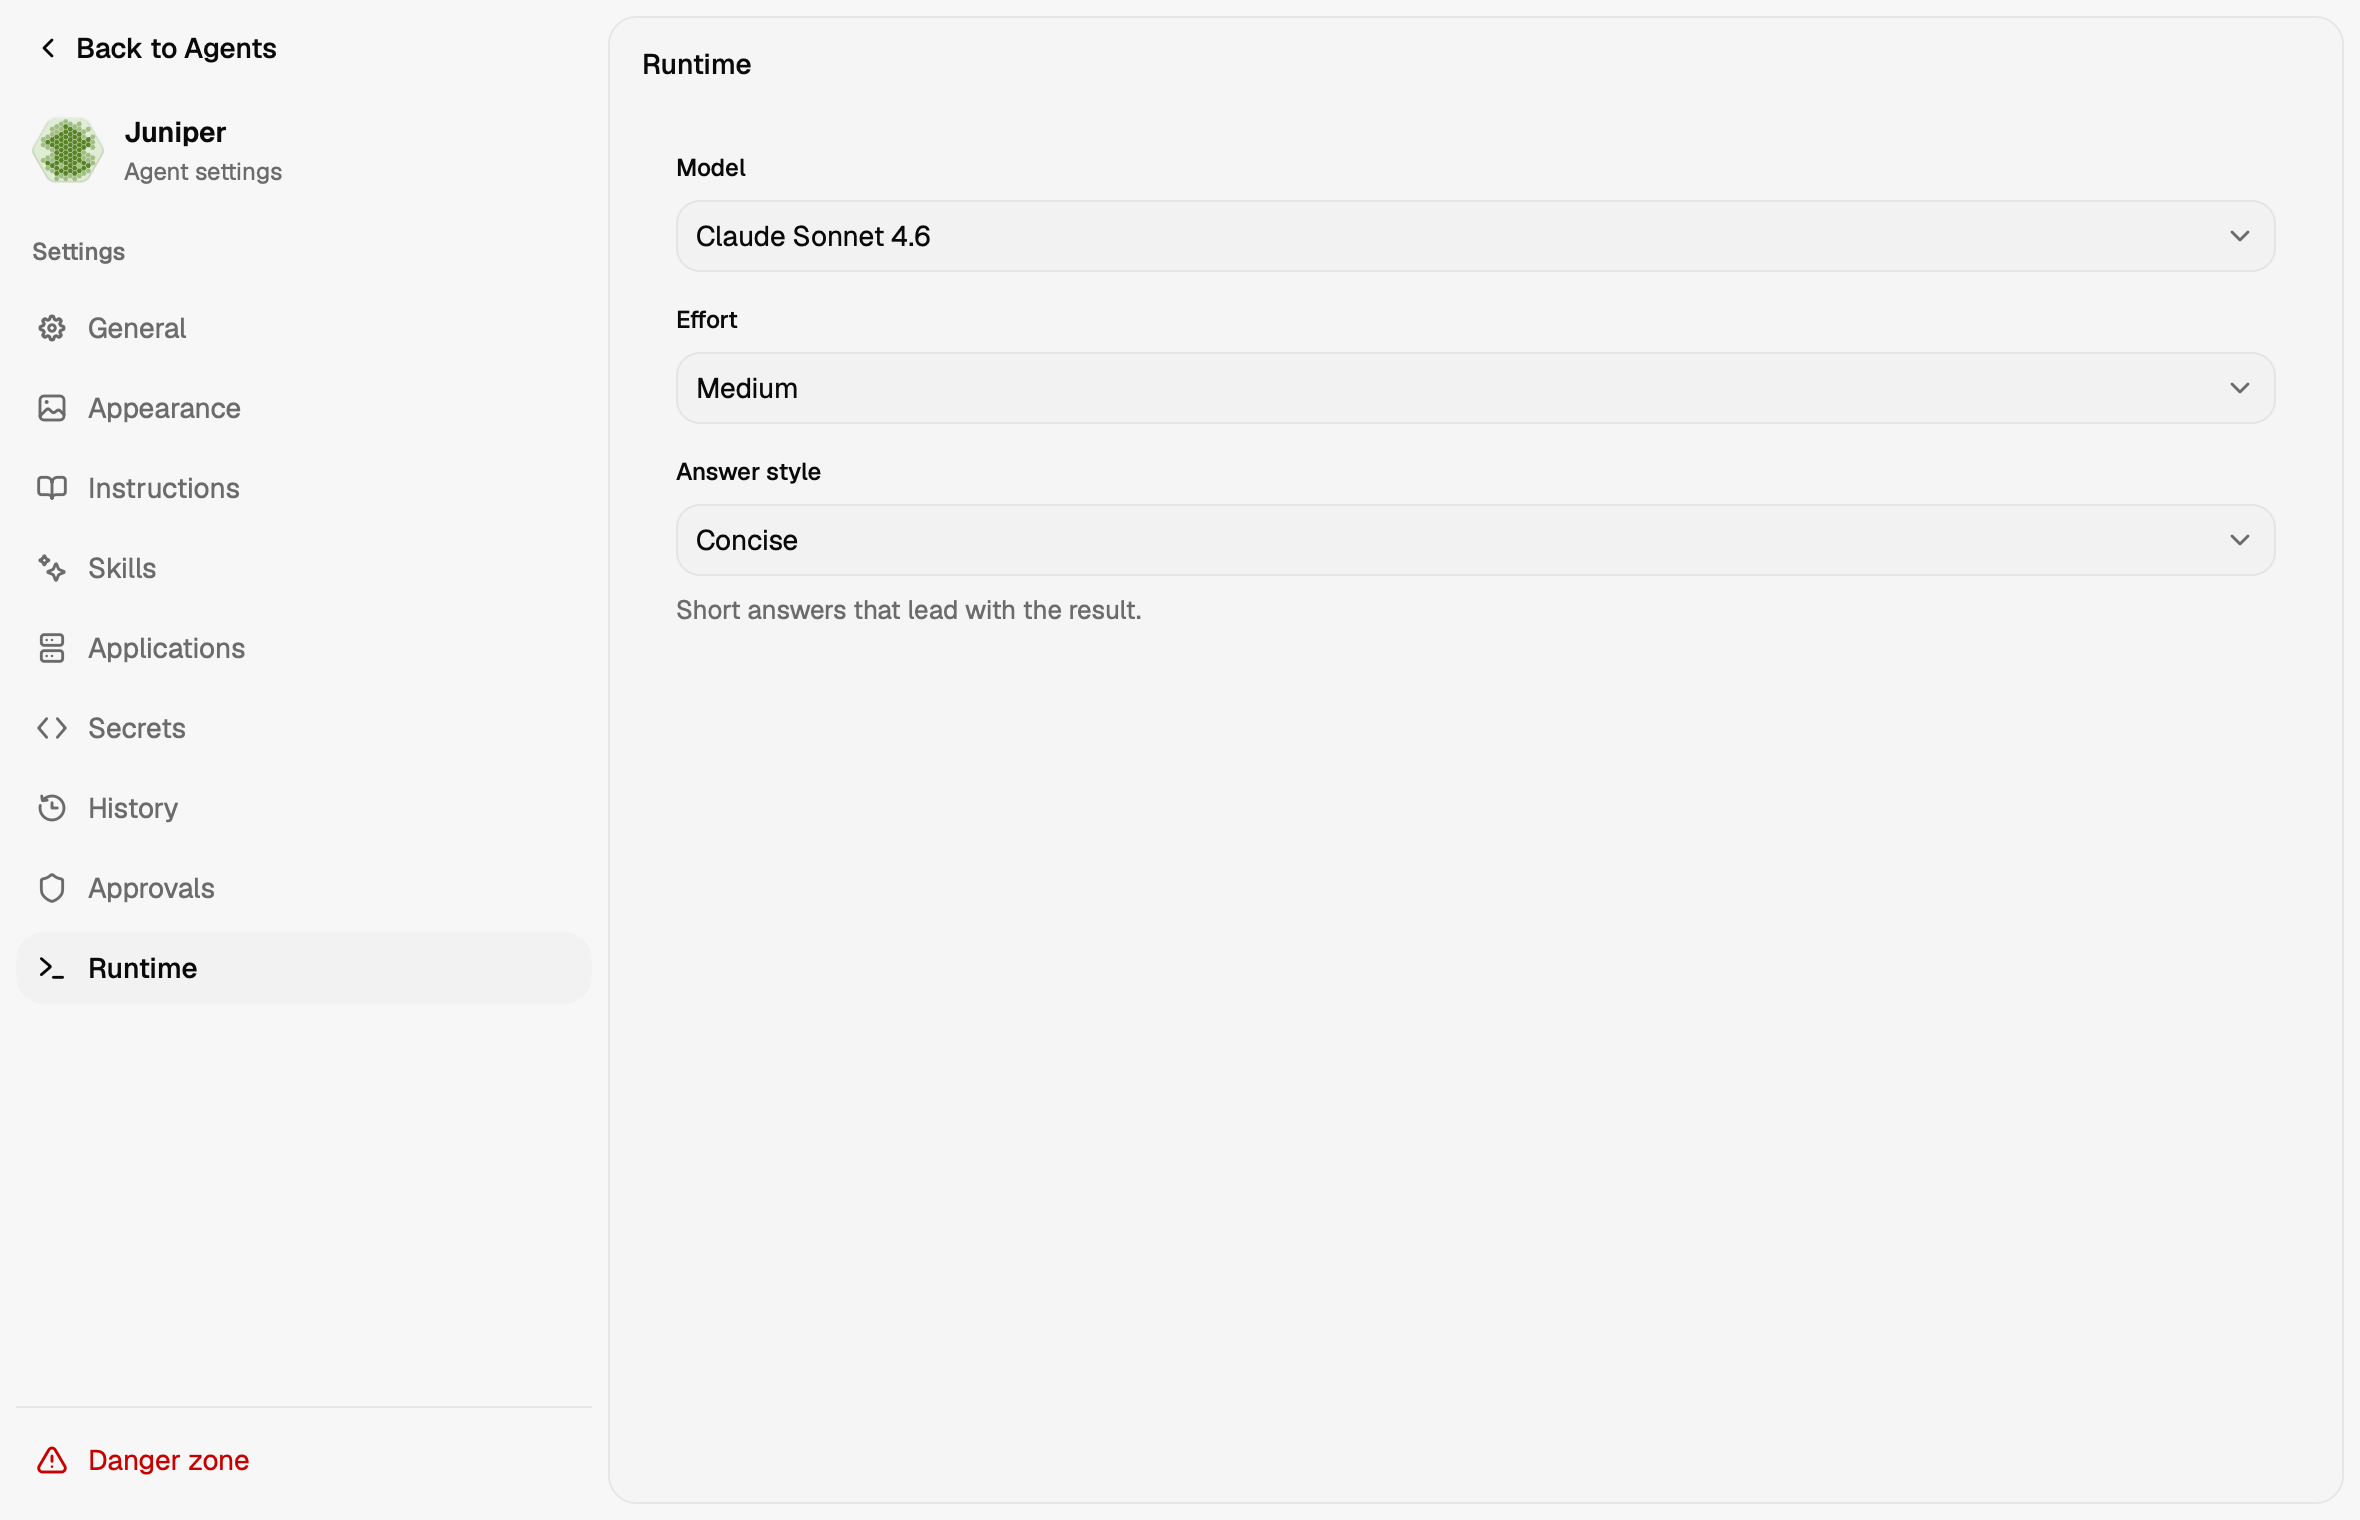 Back to Agents
Juniper
Agent settings
Settings
General
Appearance
Instructions
Skills
Applications
Secrets
History
Approvals
Runtime
Danger zone
Runtime
Model
Claude Sonnet 4.6
Effort
Medium
Answer style
Concise
Short answers that lead with the result.